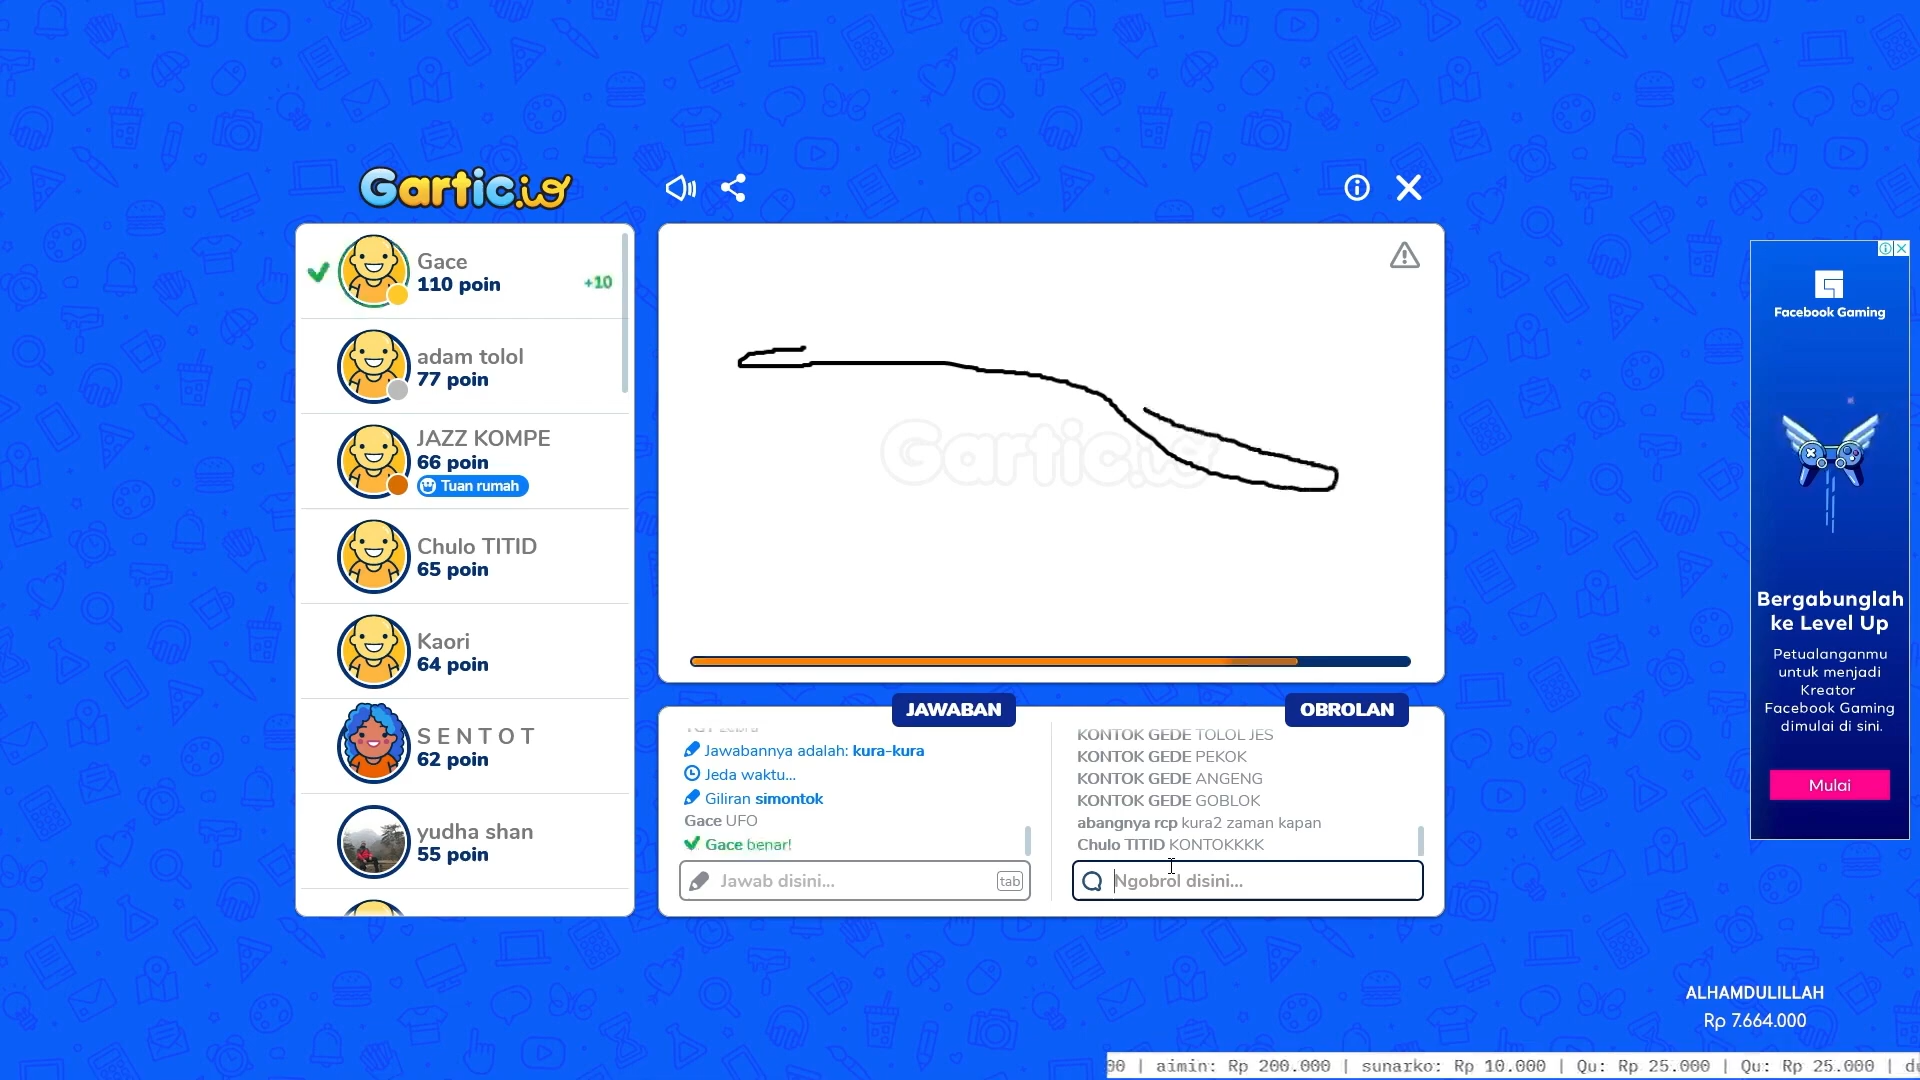 Gartic.io
Gace
110 poin
+10
adam tolol
77 poin
JAZZ KOMPE
66 poin
Tuan rumah
Chulo TITID
65 poin
Kaori
64 poin
S E N T O T
62 poin
yudha shan
55 poin
Gartic.io
JAWABAN
Jawabannya adalah: kura-kura
Jeda waktu...
Giliran simontok
Gace UFO
Gace benar!
Jawab disini...
tab
OBROLAN
KONTOK GEDE TOLOL JES
KONTOK GEDE PEKOK
KONTOK GEDE ANGENG
KONTOK GEDE GOBLOK
abangnya rcp kura2 zaman kapan
Chulo TITID KONTOKKKK
Ngobrol disini...
Facebook Gaming
Bergabunglah
ke Level Up
Petualanganmu
untuk menjadi
Kreator
Facebook Gaming
dimulai di sini.
Mulai
ALHAMDULILLAH
Rp 7.664.000
00 | aimin: Rp 200.000 | sunarko: Rp 10.000 | Qu: Rp 25.000 | Qu: Rp 25.000 |